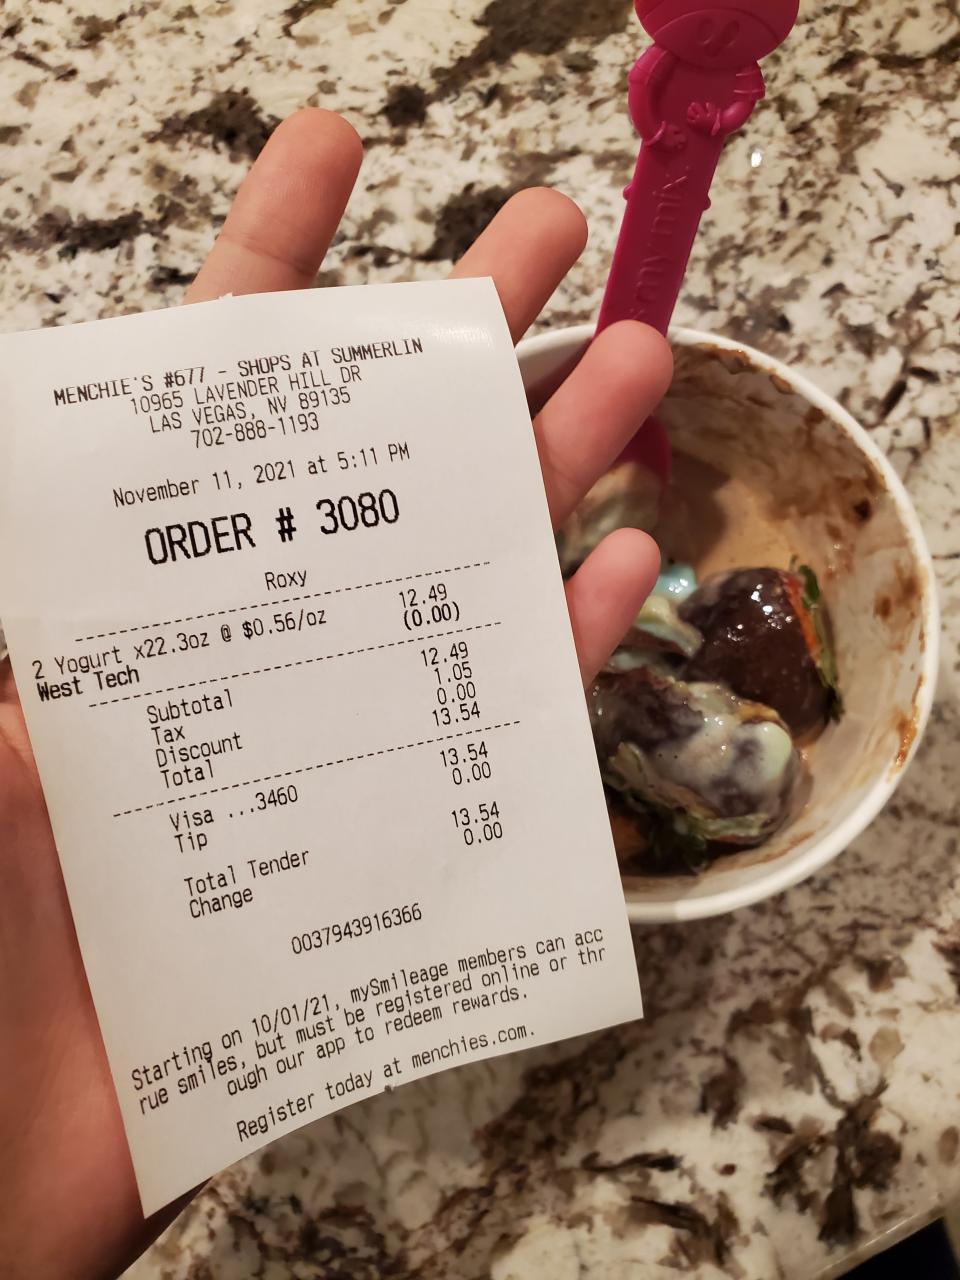 MENCHIE'S #677 - SHOPS AT SUMMERLIN
10965 LAVENDER HILL DR
LAS VEGAS, NV 89135
702-888-1193
November 11, 2021 at 5:11 PM
ORDER # 3080
Roxy
2 Yogurt x22.3oz @ $0.56/oz 12.49
West Tech (0.00)
Subtotal 12.49
Tax 1.05
Discount 0.00
Total 13.54
Visa ...3460 13.54
Tip 0.00
Total Tender 13.54
Change 0.00
0037943916366
Starting on 10/01/21, mySmileage members can acc
rue smiles, but must be registered online or thr
ough our app to redeem rewards.
Register today at menchies.com.
my mix